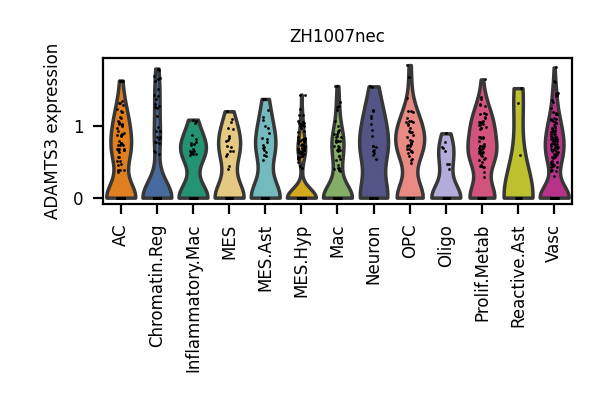 ZH1007nec
ADAMTS3 expression
1
0
AC
Chromatin.Reg
Inflammatory.Mac
MES
MES.Ast
MES.Hyp
Mac
Neuron
OPC
Oligo
Prolif.Metab
Reactive.Ast
Vasc